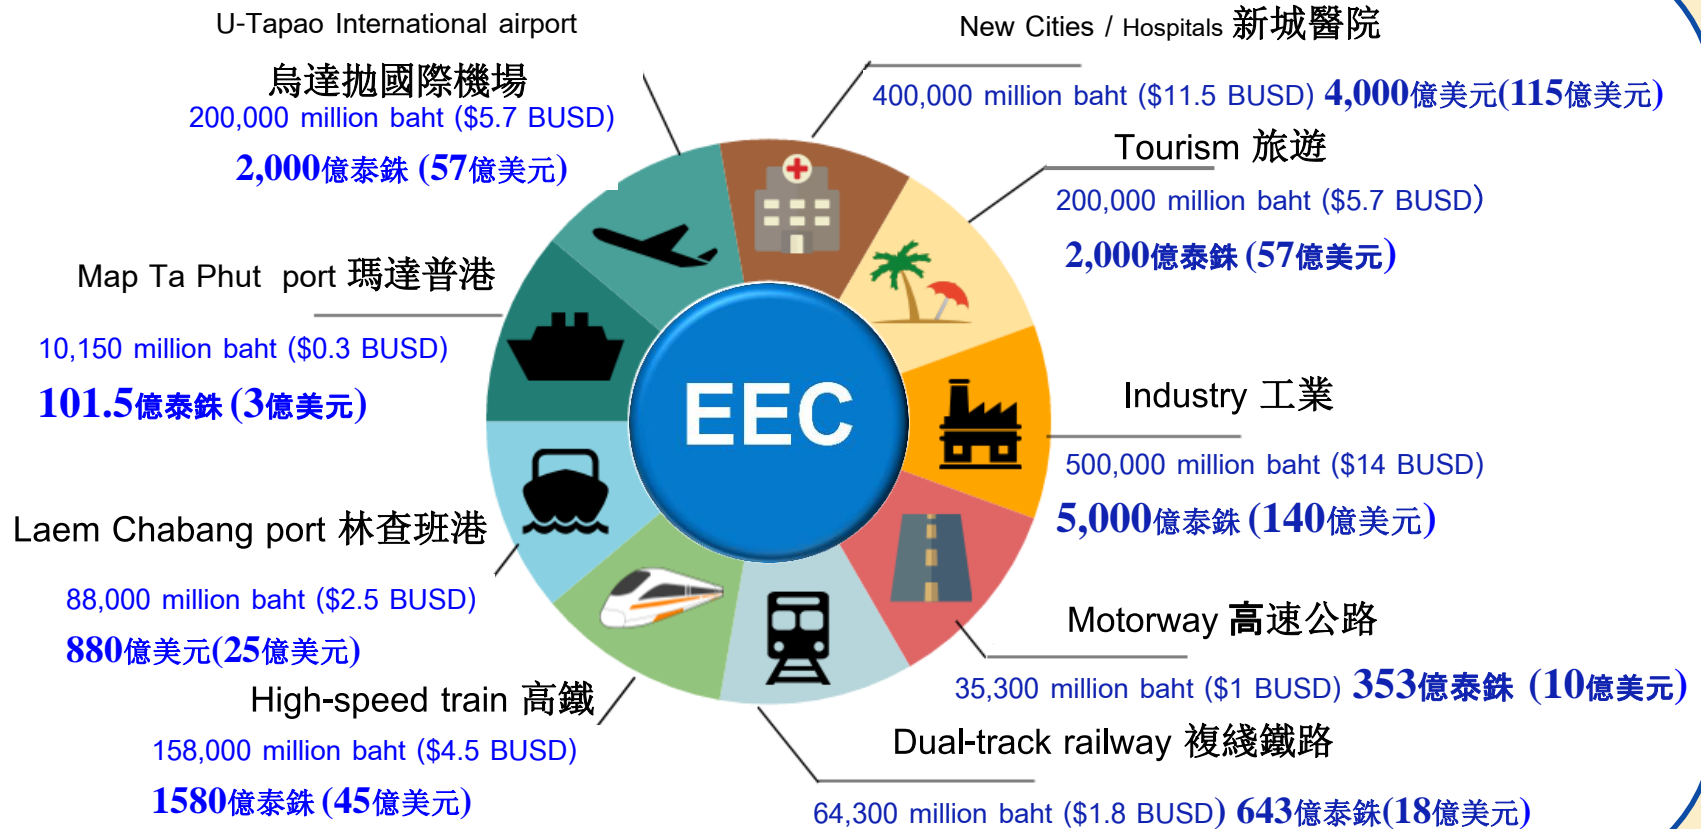 U-Tapao International airport
烏達拋國際機場
200,000 million baht ($5.7 BUSD)
2,000億泰銖 (57億美元)
New Cities / Hospitals 新城醫院
400,000 million baht ($11.5 BUSD) 4,000億美元(115億美元)
Tourism 旅遊
200,000 million baht ($5.7 BUSD)
2,000億泰銖 (57億美元)
Map Ta Phut port 瑪達普港
10,150 million baht ($0.3 BUSD)
101.5億泰銖 (3億美元)
EEC
Industry 工業
500,000 million baht ($14 BUSD)
5,000億泰銖 (140億美元)
Laem Chabang port 林查班港
88,000 million baht ($2.5 BUSD)
880億美元(25億美元)
Motorway 高速公路
35,300 million baht ($1 BUSD) 353億泰銖 (10億美元)
High-speed train 高鐵
158,000 million baht ($4.5 BUSD)
1580億泰銖 (45億美元)
Dual-track railway 複綫鐵路
64,300 million baht ($1.8 BUSD) 643億泰銖(18億美元)